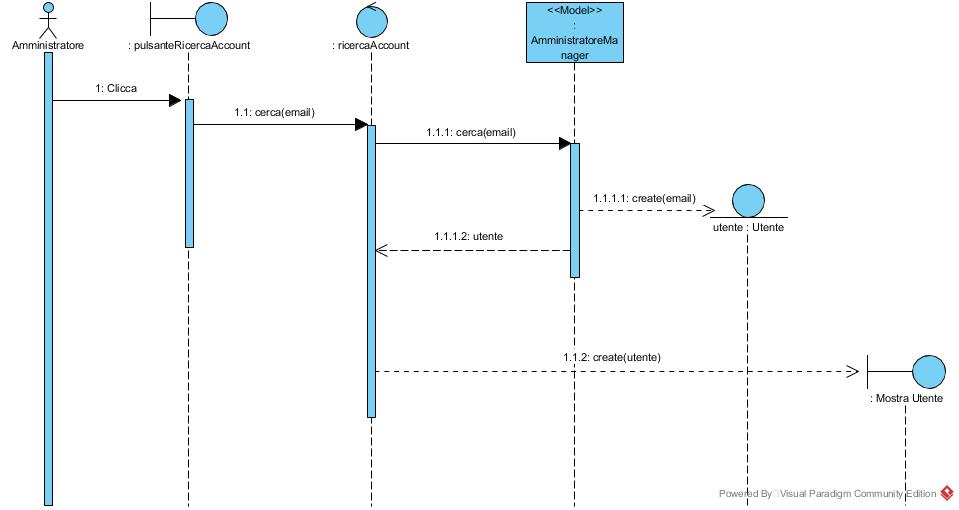 <<Model>>
:
AmministratoreMa
nager
Amministratore
: pulsanteRicercaAccount
: ricercaAccount
1: Clicca
1.1: cerca(email)
1.1.1: cerca(email)
1.1.1.1: create(email)
utente : Utente
1.1.1.2: utente
1.1.2: create(utente)
: Mostra Utente
Powered By Visual Paradigm Community Edition